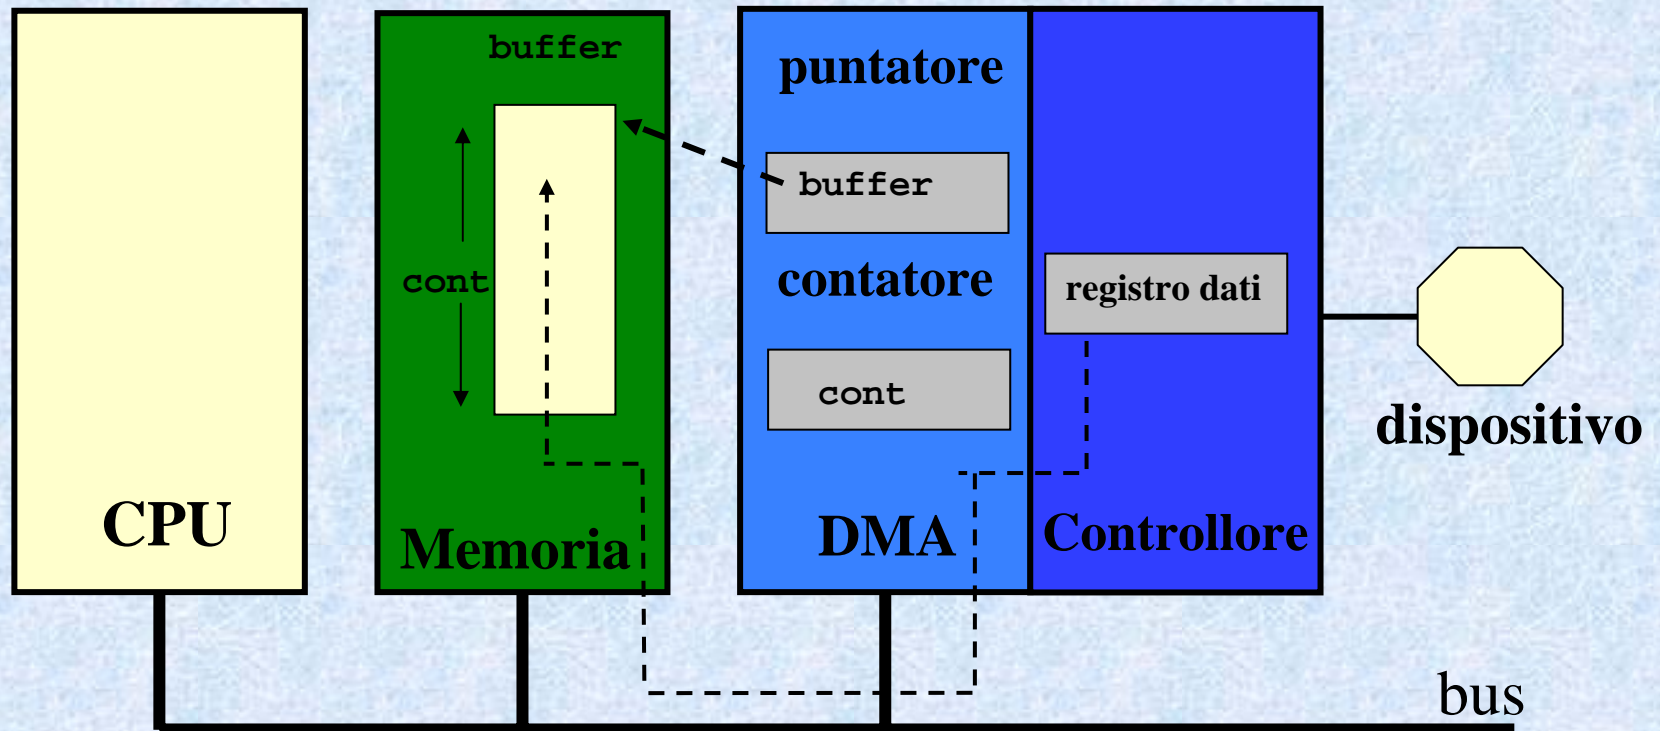 buffer
cont
CPU
Memoria
puntatore
buffer
contatore
cont
DMA
registro dati
Controllore
dispositivo
bus